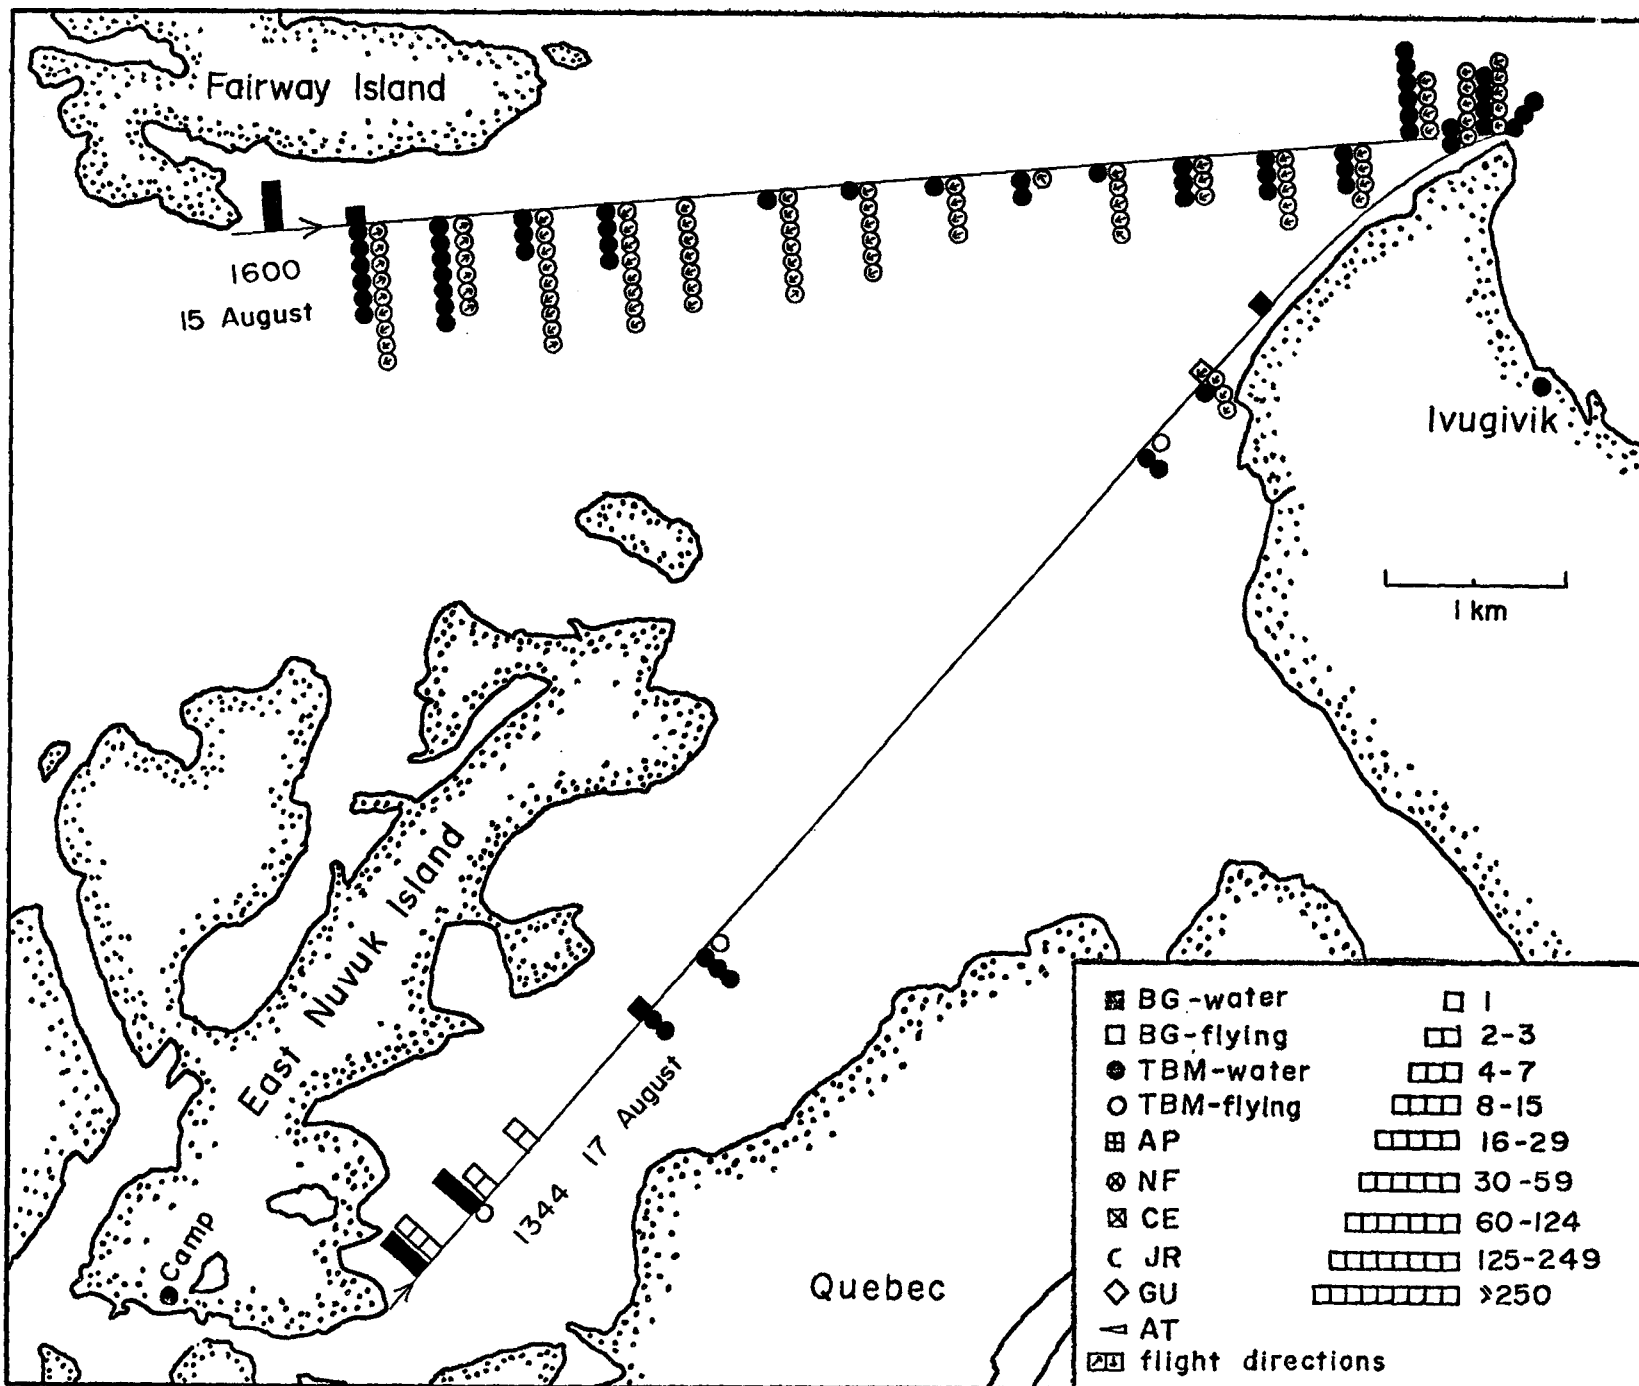 Fairway Island
1600
15 August
Ivugivik
1 km
East Nuvuk Island
1344 17 August
Camp
Quebec
BG-water 1
BG-flying 2-3
TBM-water 4-7
TBM-flying 8-15
AP 16-29
NF 30-59
CE 60-124
JR 125-249
GU ≥250
AT
flight directions